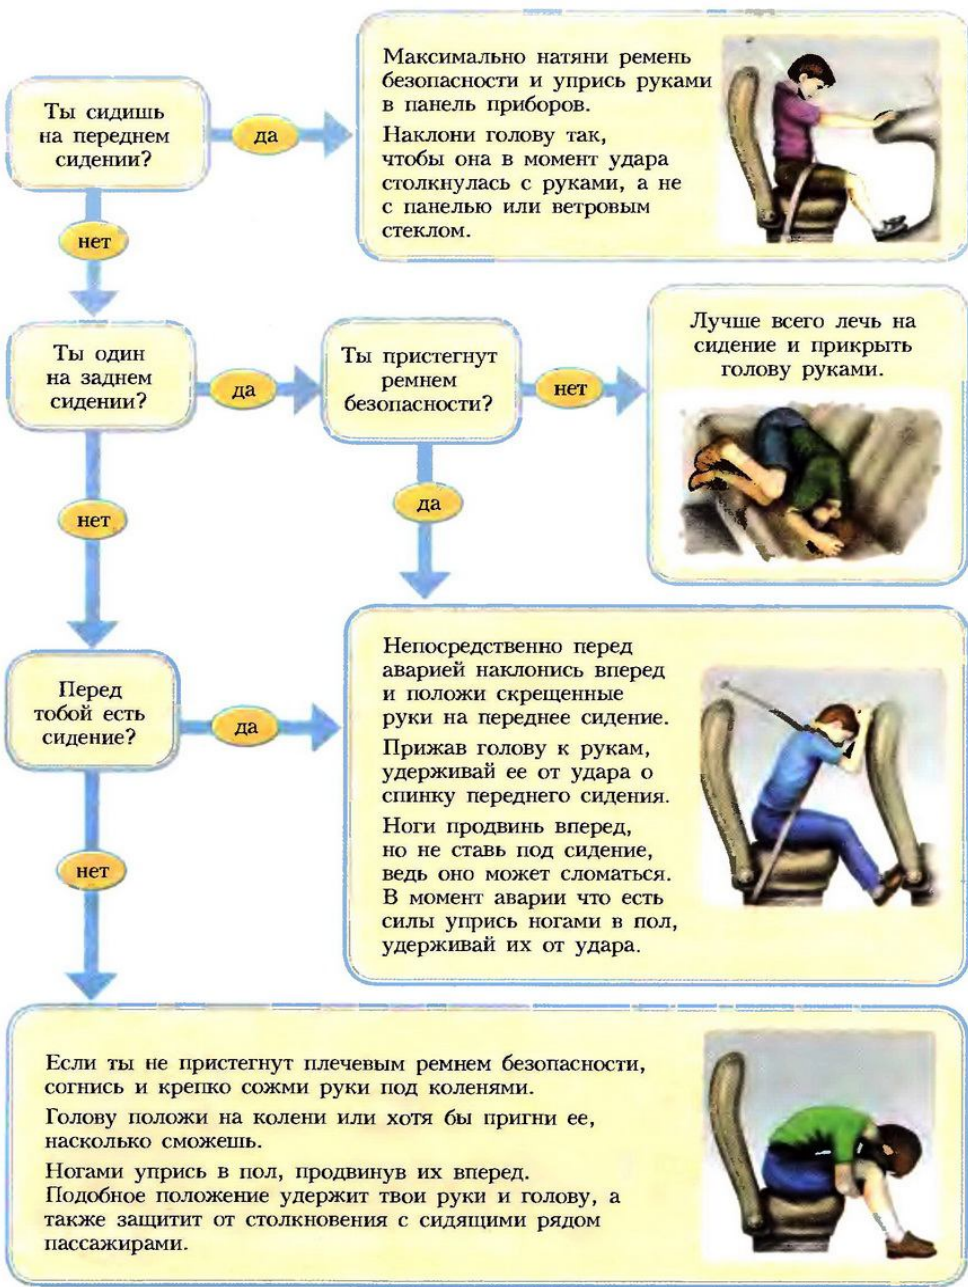 Ты сидишь
на переднем
сидении?
да
Максимально натяни ремень
безопасности и упрись руками
в панель приборов.
Наклони голову так,
чтобы она в момент удара
столкнулась с руками, а не
с панелью или ветровым
стеклом.
нет
Ты один
на заднем
сидении?
да
Ты пристегнут
ремнем
безопасности?
нет
Лучше всего лечь на
сидение и прикрыть
голову руками.
нет
да
Перед
тобой есть
сидение?
да
Непосредственно перед
аварией наклонись вперед
и положи скрещенные
руки на переднее сидение.
Прижав голову к рукам,
удерживай ее от удара о
спинку переднего сидения.
Ноги продвинь вперед,
но не ставь под сидение,
ведь оно может сломаться.
В момент аварии что есть
силы упрись ногами в пол,
удерживай их от удара.
нет
Если ты не пристегнут плечевым ремнем безопасности,
согнись и крепко сожми руки под коленями.
Голову положи на колени или хотя бы пригни ее,
насколько сможешь.
Ногами упрись в пол, продвинув их вперед.
Подобное положение удержит твои руки и голову, а
также защитит от столкновения с сидящими рядом
пассажирами.